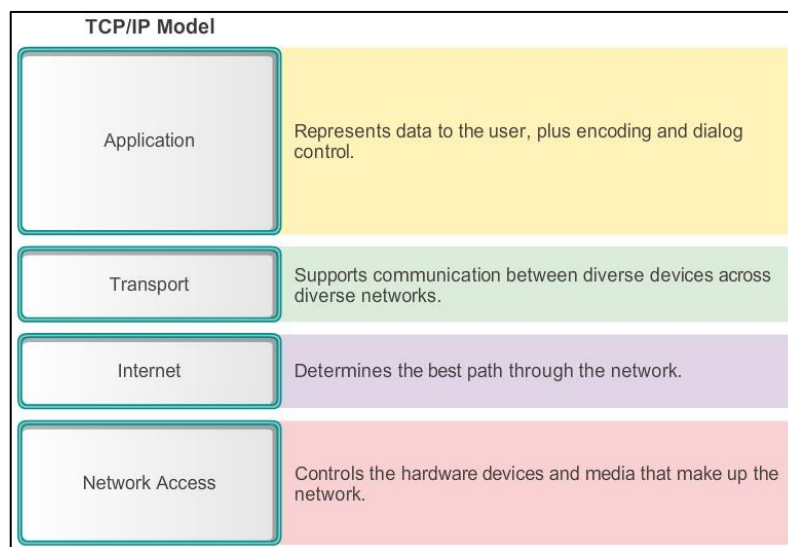 TCP/IP Model
Application
Represents data to the user, plus encoding and dialog
control.
Transport
Supports communication between diverse devices across
diverse networks.
Internet
Determines the best path through the network.
Network Access
Controls the hardware devices and media that make up the
network.